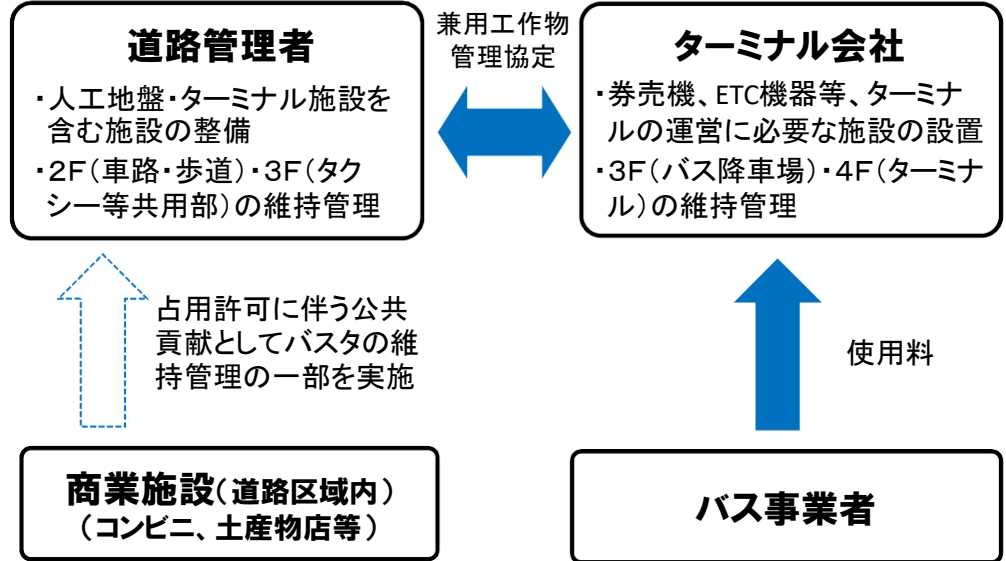 道路管理者
・人工地盤・ターミナル施設を
含む施設の整備
・2F(車路・歩道)・3F(タク
シー等共用部)の維持管理
兼用工作物
管理協定
ターミナル会社
・券売機、ETC機器等、ターミナ
ルの運営に必要な施設の設置
・3F(バス降車場)・4F(ターミナ
ル)の維持管理
占用許可に伴う公共
貢献としてバスタの維
持管理の一部を実施
使用料
商業施設(道路区域内)
(コンビニ、土産物店等)
バス事業者